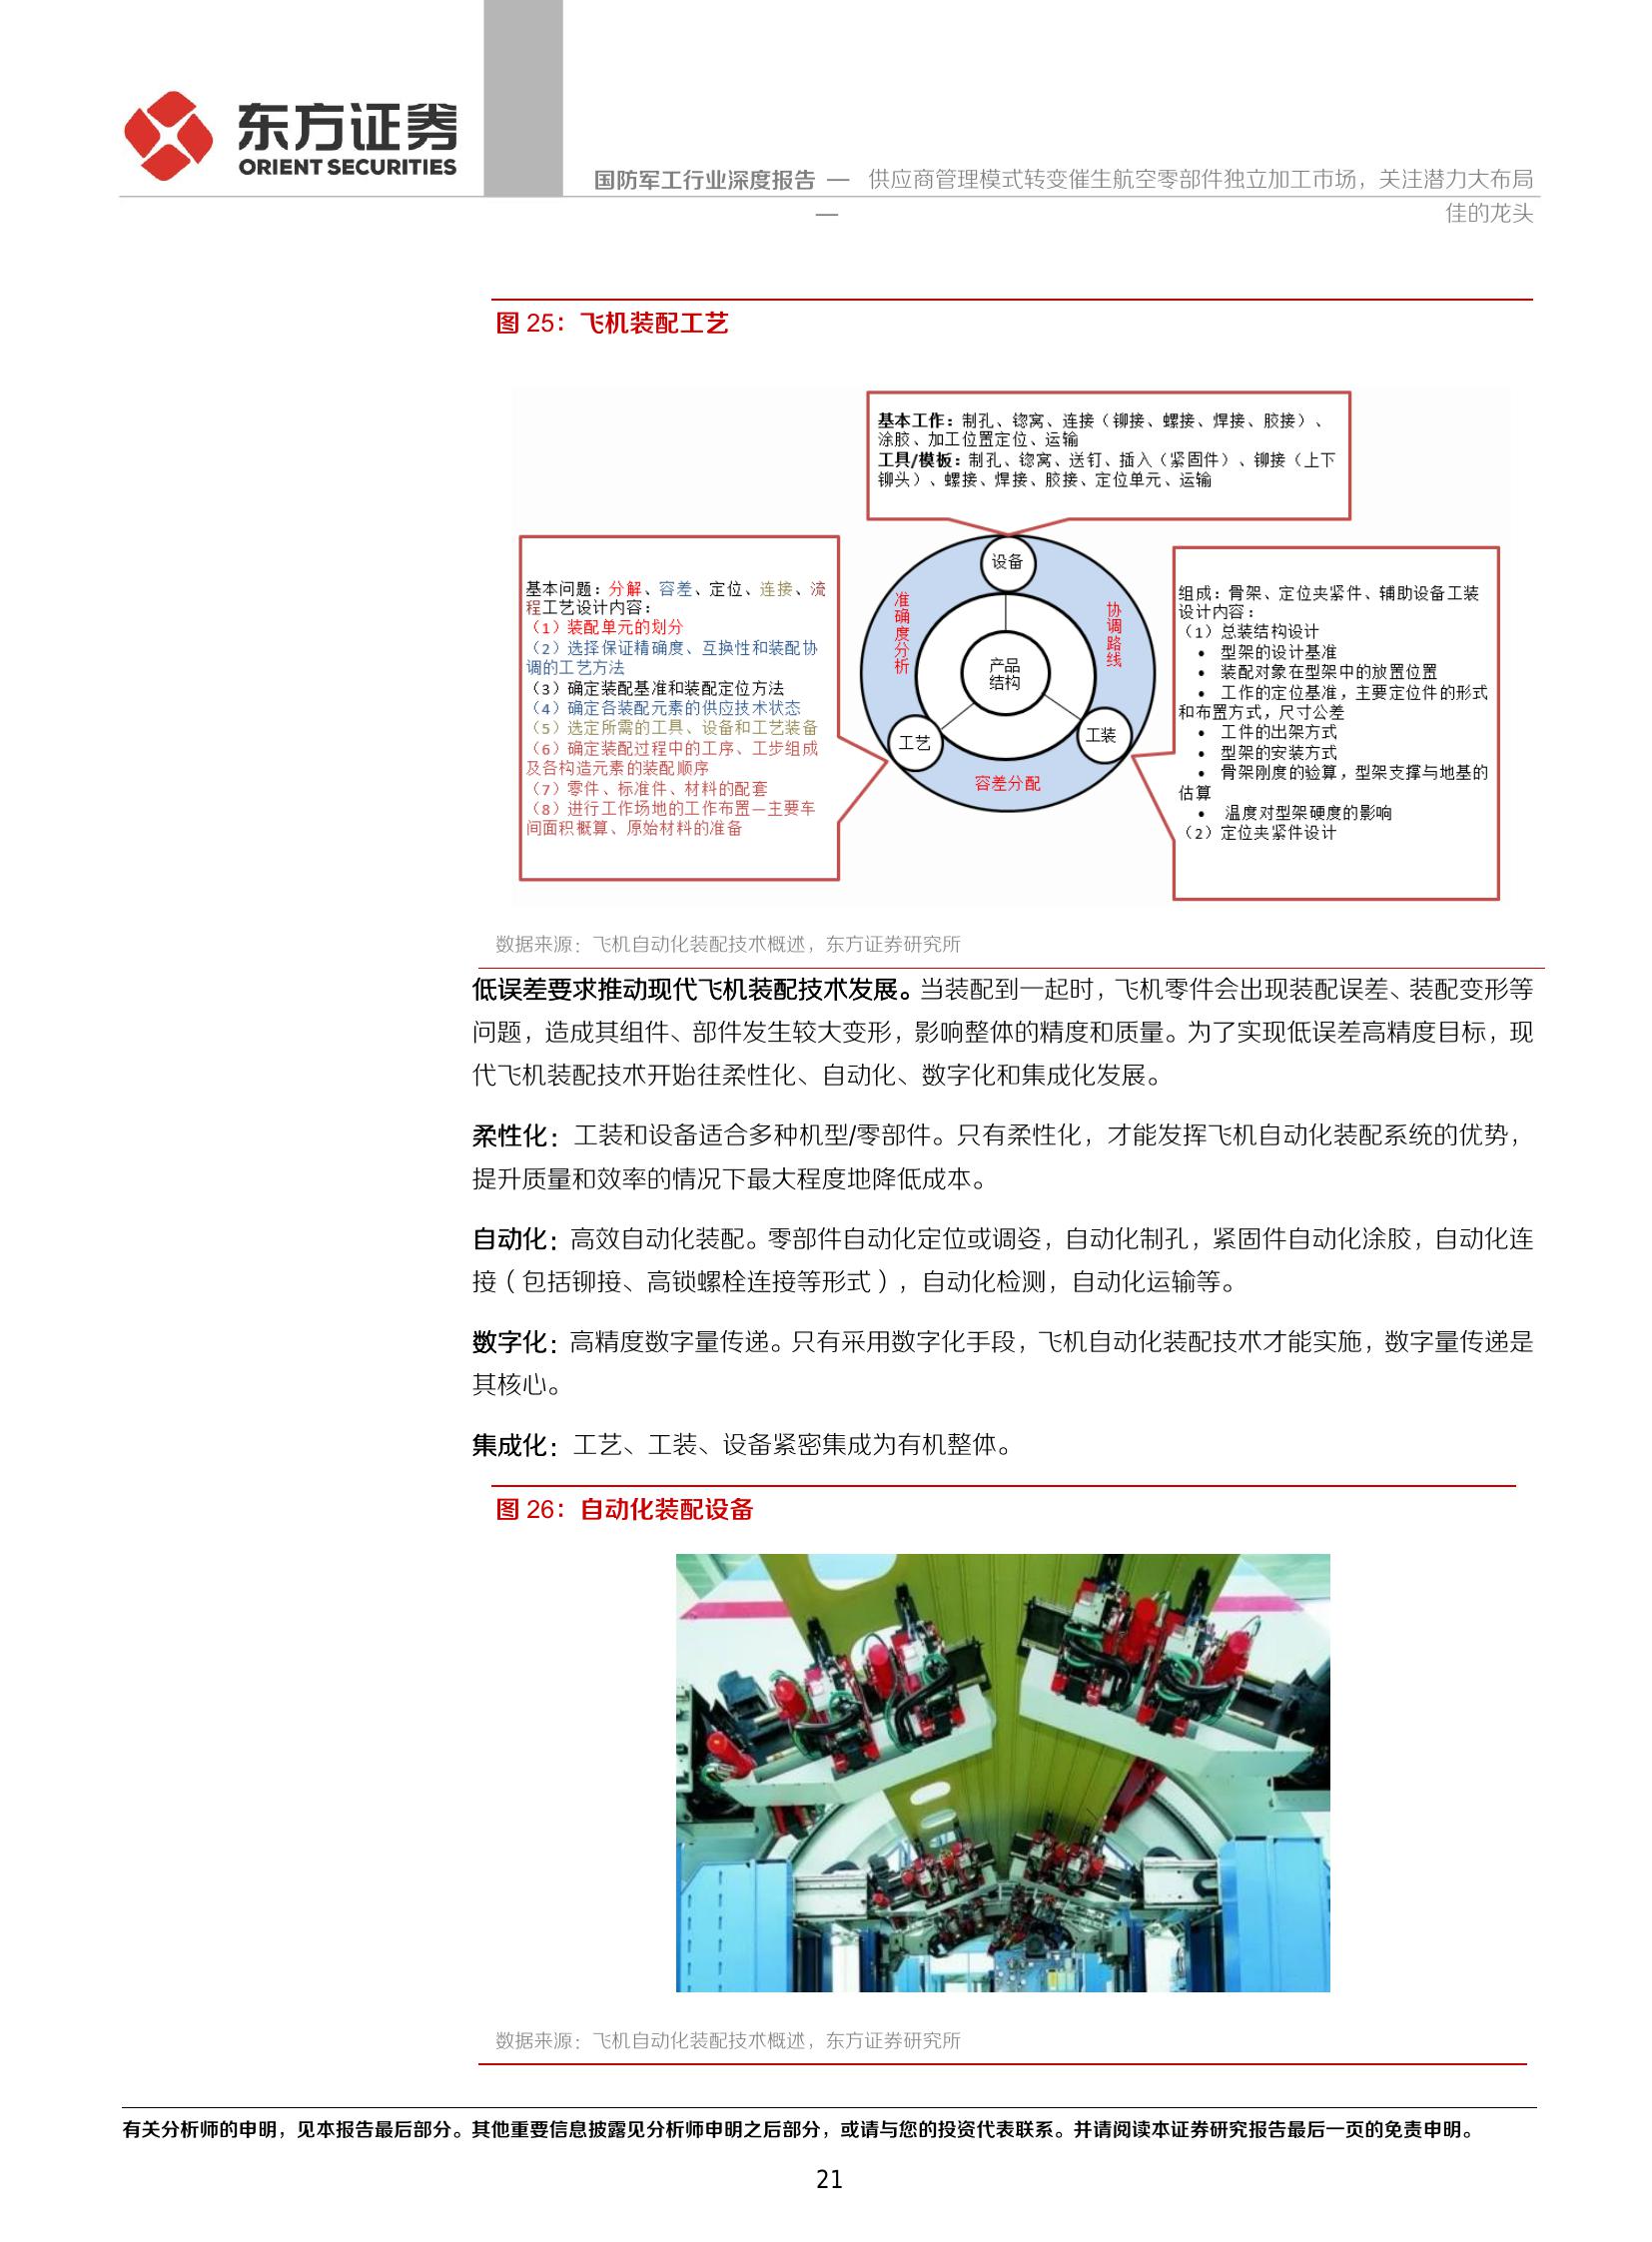 东方证券
ORIENT SECURITIES
国防军工行业深度报告 —— 供应商管理模式转变催生航空零部件独立加工市场，关注潜力大布局
佳的龙头
图 25：飞机装配工艺
基本工作：制孔、锪窝、连接（铆接、螺接、焊接、胶接）、
涂胶、加工位置定位、运输
工具/模板：制孔、锪窝、送钉、插入（紧固件）、铆接（上下
铆头）、螺接、焊接、胶接、定位单元、运输
基本问题：分解、容差、定位、连接、流
程工艺设计内容：
（1）装配单元的划分
（2）选择保证精确度、互换性和装配协
调的工艺方法
（3）确定装配基准和装配定位方法
（4）确定各装配元素的供应技术状态
（5）选定所需的工具、设备和工艺装备
（6）确定装配过程中的工序、工步组成
及各构造元素的装配顺序
（7）零件、标准件、材料的配套
（8）进行工作场地的工作布置—主要车
间面积概算、原始材料的准备
设备
准确度分析
协调路线
产品
结构
工艺
工装
容差分配
组成：骨架、定位夹紧件、辅助设备工装
设计内容：
（1）总装结构设计
• 型架的设计基准
• 装配对象在型架中的放置位置
• 工作的定位基准，主要定位件的形式
和布置方式，尺寸公差
• 工件的出架方式
• 型架的安装方式
• 骨架刚度的验算，型架支撑与地基的
估算
• 温度对型架硬度的影响
（2）定位夹紧件设计
数据来源：飞机自动化装配技术概述，东方证券研究所
低误差要求推动现代飞机装配技术发展。当装配到一起时，飞机零件会出现装配误差、装配变形等
问题，造成其组件、部件发生较大变形，影响整体的精度和质量。为了实现低误差高精度目标，现
代飞机装配技术开始往柔性化、自动化、数字化和集成化发展。
柔性化：工装和设备适合多种机型/零部件。只有柔性化，才能发挥飞机自动化装配系统的优势，
提升质量和效率的情况下最大程度地降低成本。
自动化：高效自动化装配。零部件自动化定位或调姿，自动化制孔，紧固件自动化涂胶，自动化连
接（包括铆接、高锁螺栓连接等形式），自动化检测，自动化运输等。
数字化：高精度数字量传递。只有采用数字化手段，飞机自动化装配技术才能实施，数字量传递是
其核心。
集成化：工艺、工装、设备紧密集成为有机整体。
图 26：自动化装配设备
数据来源：飞机自动化装配技术概述，东方证券研究所
有关分析师的申明，见本报告最后部分。其他重要信息披露见分析师申明之后部分，或请与您的投资代表联系。并请阅读本证券研究报告最后一页的免责申明。
21